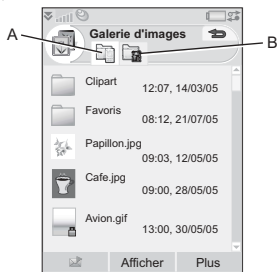 A
Galerie d'images
B
Clipart
12:07, 14/03/05
Favoris
08:12, 21/07/05
Papillon.jpg
09:03, 12/05/05
Cafe.jpg
09:00, 28/05/05
Avion.gif
13:00, 30/05/05
Afficher Plus